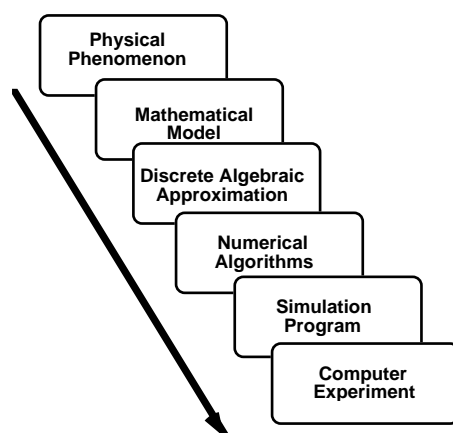 Physical
Phenomenon
Mathematical
Model
Discrete Algebraic
Approximation
Numerical
Algorithms
Simulation
Program
Computer
Experiment